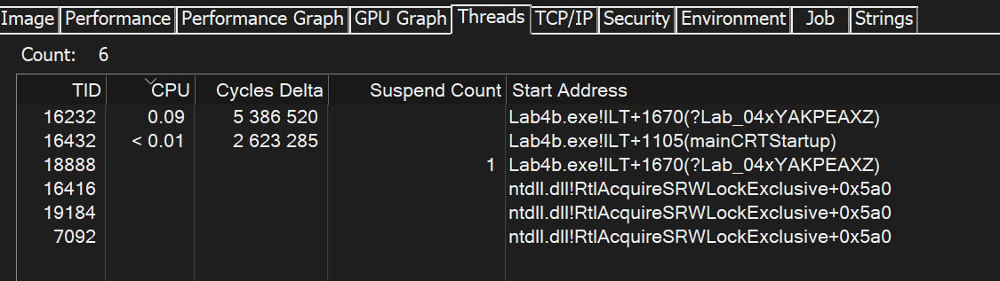 Image Performance Performance Graph GPU Graph Threads TCP/IP Security Environment Job Strings
Count: 6
TID CPU Cycles Delta Suspend Count Start Address
16232 0.09 5 386 520 Lab4b.exe!ILT+1670(?Lab_04xYAKPEAXZ)
16432 < 0.01 2 623 285 Lab4b.exe!ILT+1105(mainCRTStartup)
18888 1 Lab4b.exe!ILT+1670(?Lab_04xYAKPEAXZ)
16416 ntdll.dll!RtlAcquireSRWLockExclusive+0x5a0
19184 ntdll.dll!RtlAcquireSRWLockExclusive+0x5a0
7092 ntdll.dll!RtlAcquireSRWLockExclusive+0x5a0